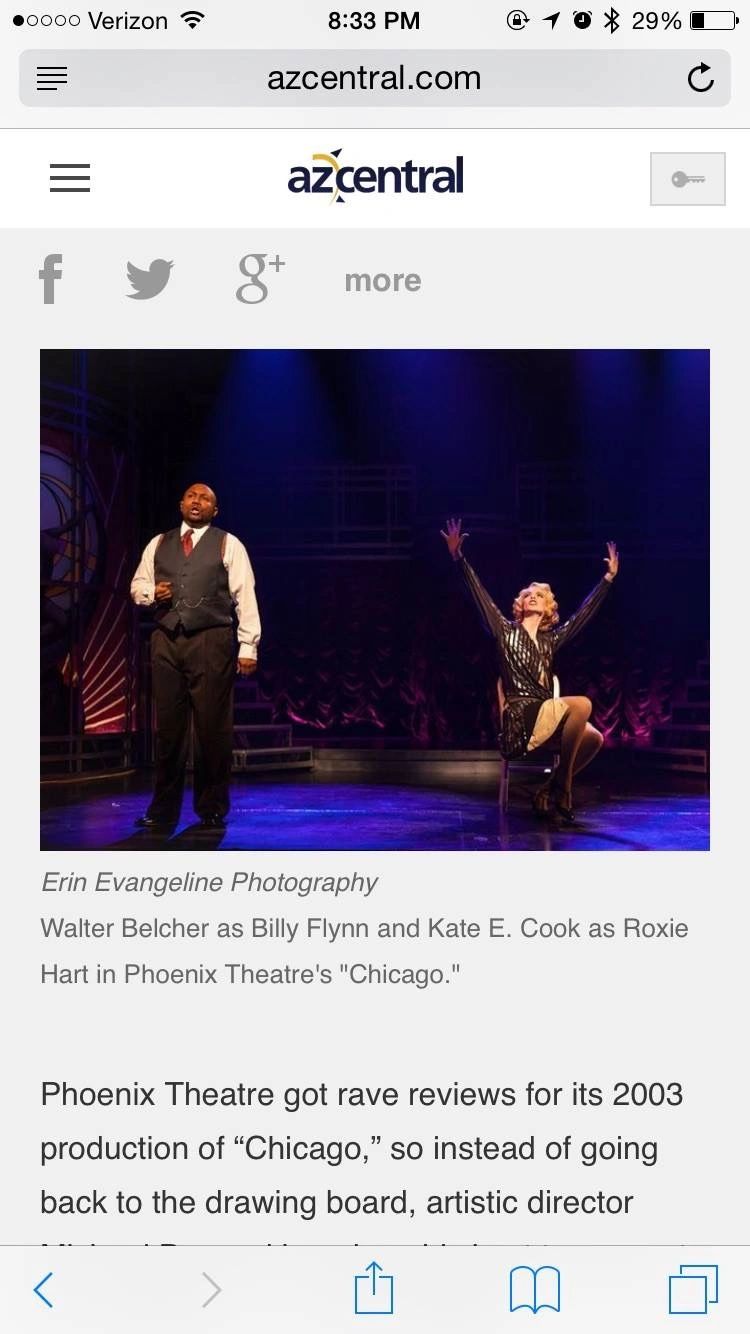 Verizon 8:33 PM 29%
azcentral.com
azcentral
f g+ more
Erin Evangeline Photography
Walter Belcher as Billy Flynn and Kate E. Cook as Roxie
Hart in Phoenix Theatre's "Chicago."
Phoenix Theatre got rave reviews for its 2003
production of “Chicago,” so instead of going
back to the drawing board, artistic director